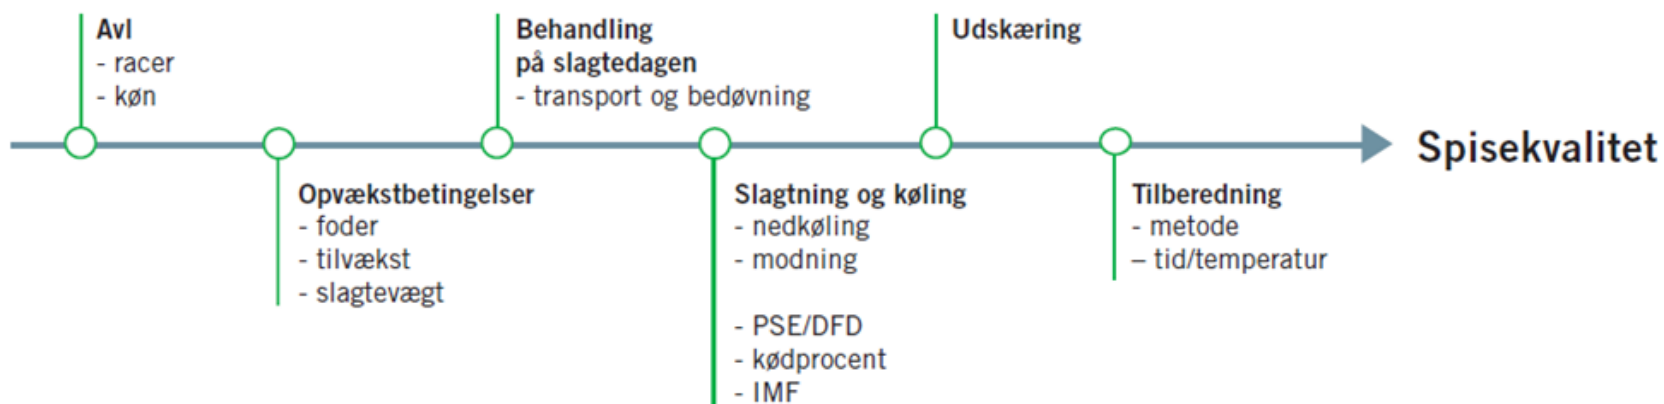 Avl
- racer
- køn
Opvækstbetingelser
- foder
- tilvækst
- slagtevægt
Behandling
på slagtedagen
- transport og bedøvning
Slagtning og køling
- nedkøling
- modning
- PSE/DFD
- kødprocent
- IMF
Udskæring
Tilberedning
- metode
– tid/temperatur
Spisekvalitet